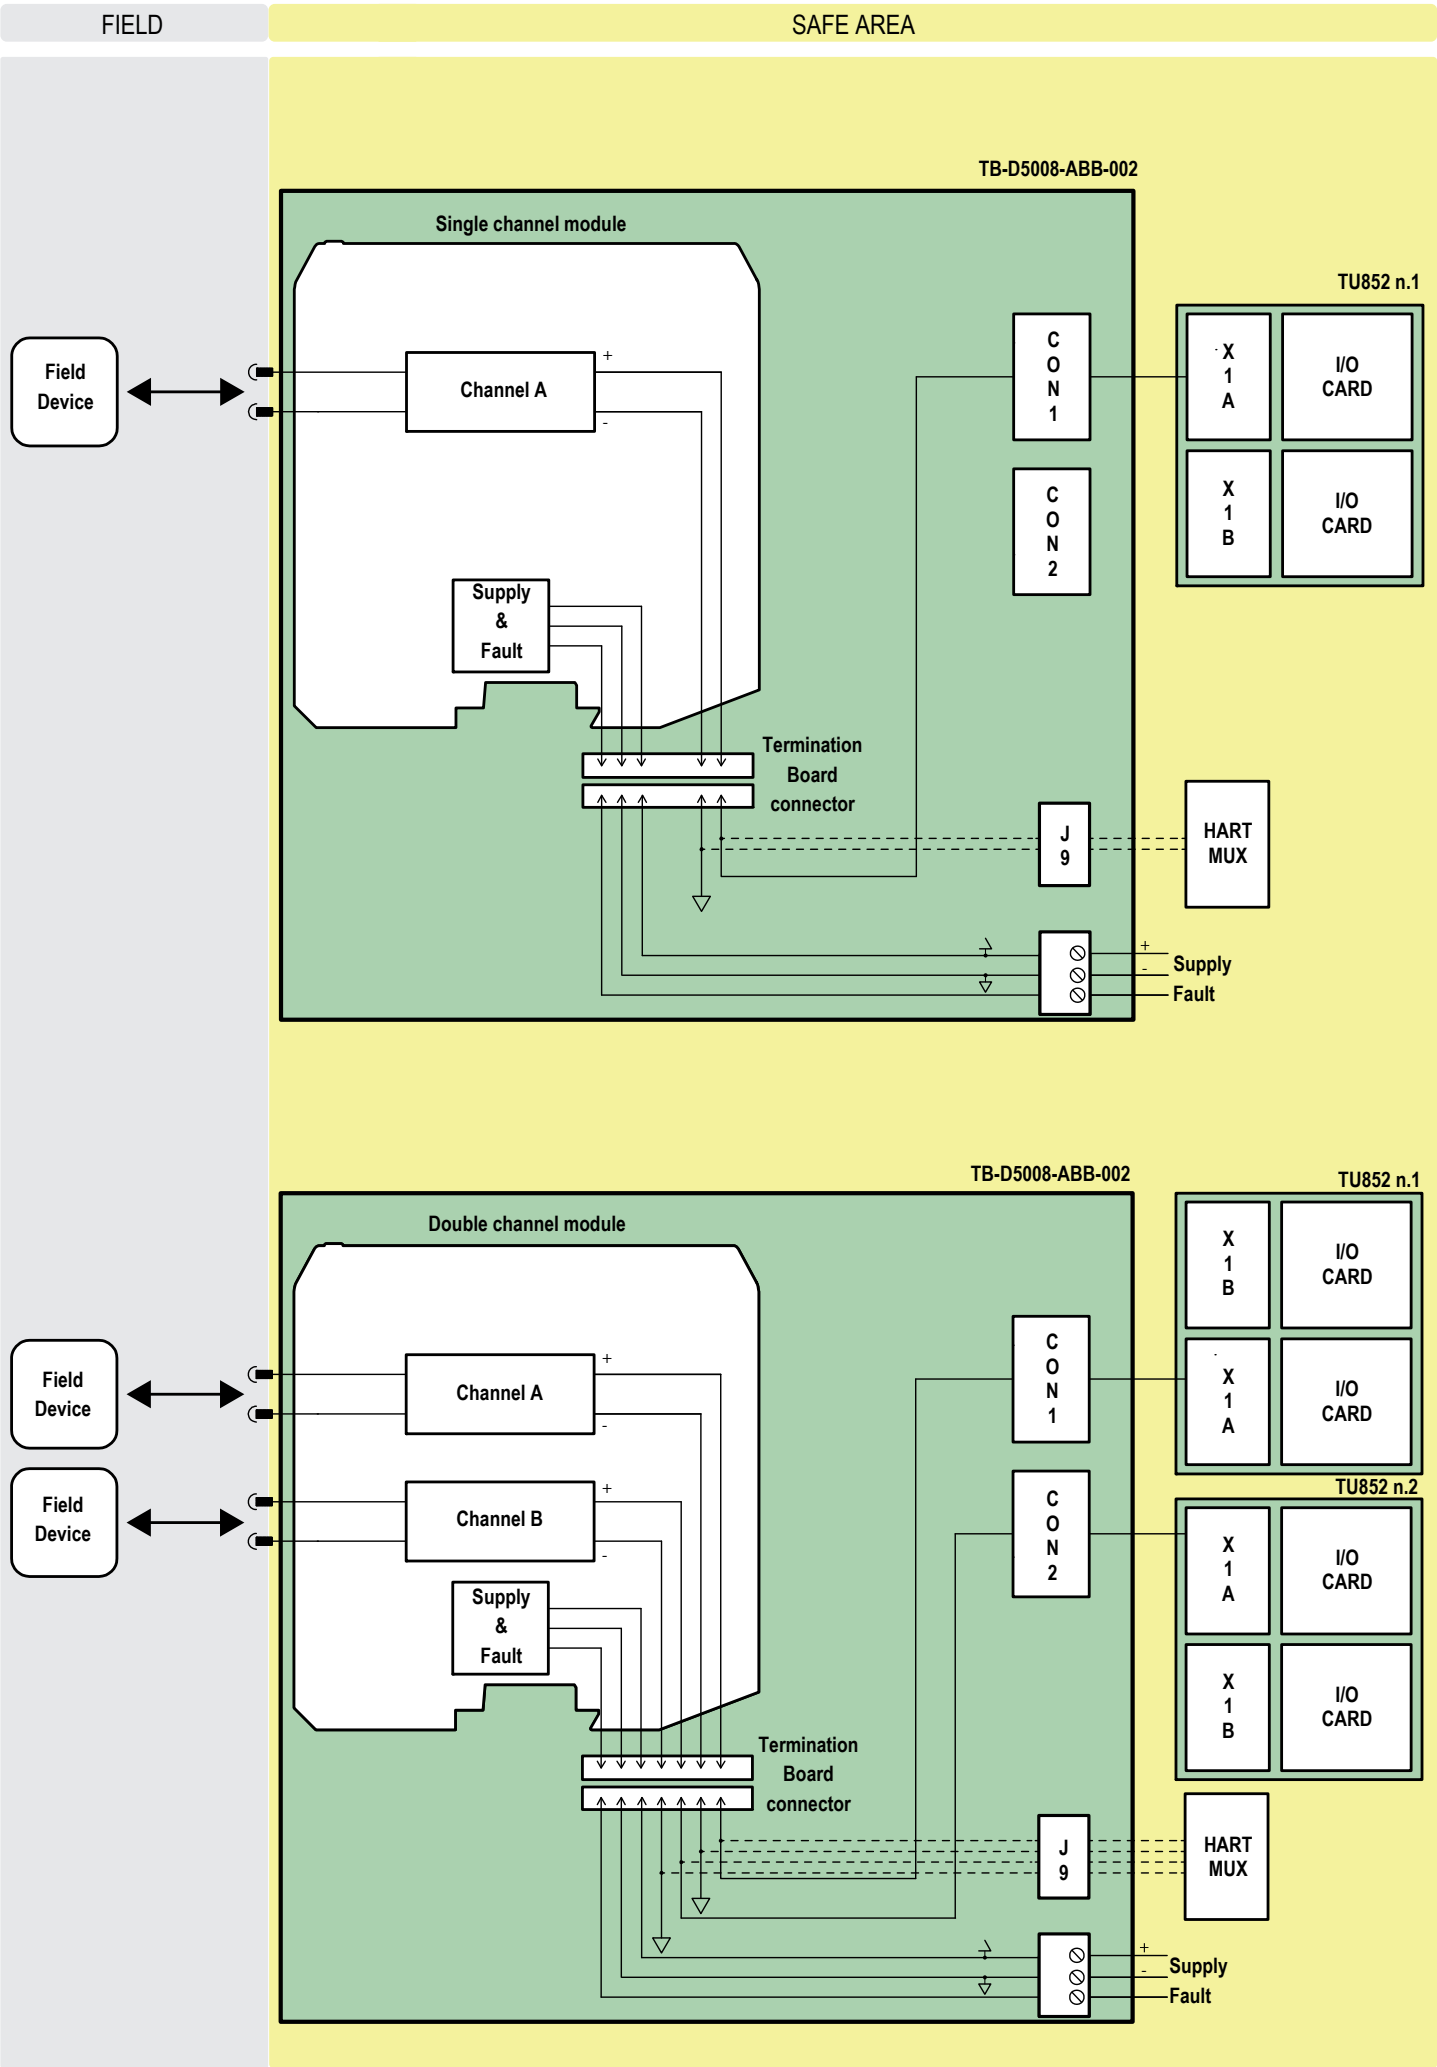 FIELD
SAFE AREA
TB-D5008-ABB-002
Single channel module
TU852 n.1
Field
Device
+
Channel A
-
C
O
N
1
X
1
A
I/O
CARD
C
O
N
2
X
1
B
I/O
CARD
Supply
&
Fault
Termination
Board
connector
J
9
HART
MUX
+
-
Supply
Fault
TB-D5008-ABB-002
TU852 n.1
Double channel module
X
1
B
I/O
CARD
Field
Device
+
Channel A
-
C
O
N
1
X
1
A
I/O
CARD
TU852 n.2
Field
Device
+
Channel B
-
C
O
N
2
X
1
A
I/O
CARD
Supply
&
Fault
X
1
B
I/O
CARD
Termination
Board
connector
J
9
HART
MUX
+
-
Supply
Fault